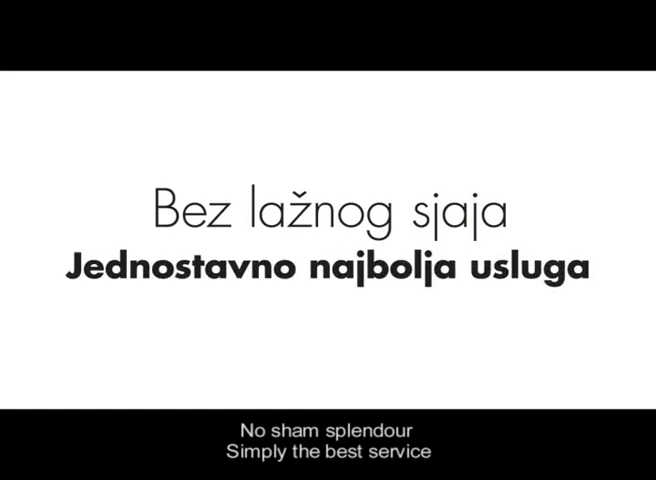 Bez lažnog sjaja
Jednostavno najbolja usluga
No sham splendour
Simply the best service